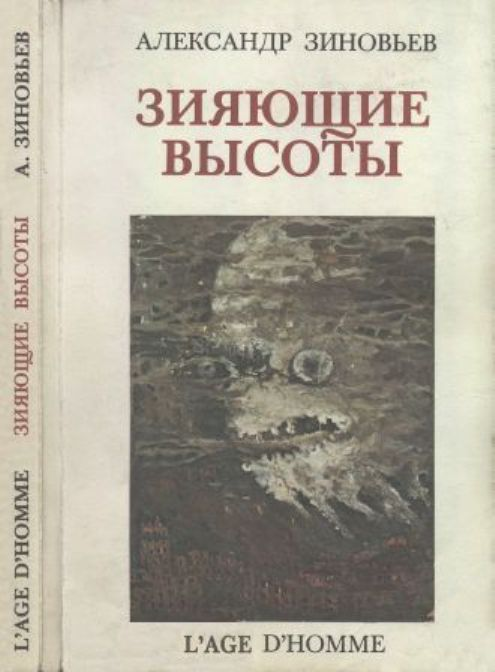 АЛЕКСАНДР ЗИНОВЬЕВ
ЗИЯЮЩИЕ
ВЫСОТЫ
L'AGE D'HOMME
L'AGE D'HOMME ЗИЯЮЩИЕ ВЫСОТЫ А. ЗИНОВЬЕВ